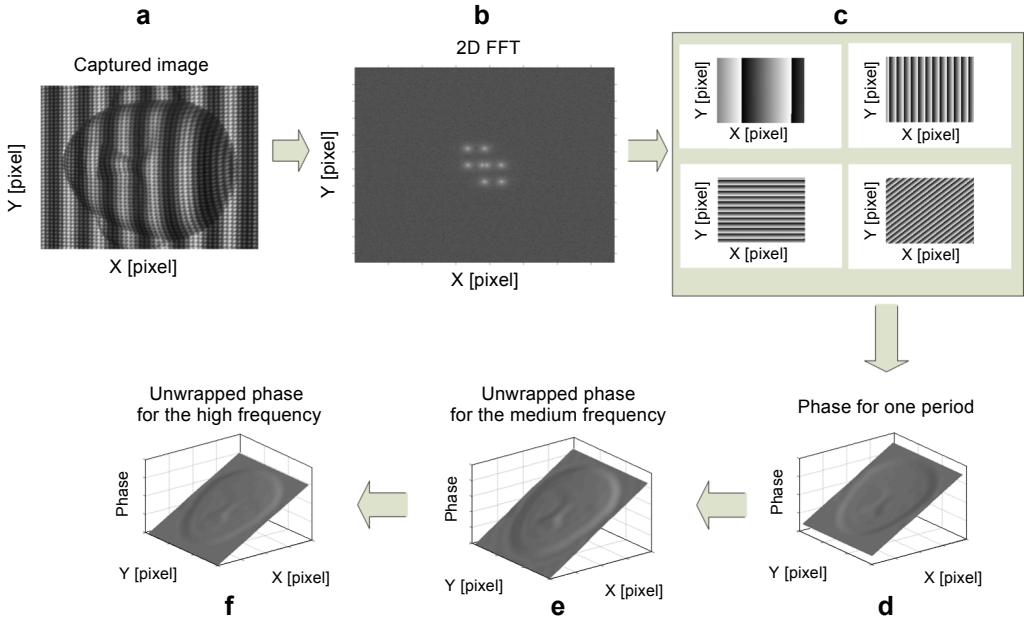 a
Captured image
Y [pixel]
X [pixel]
b
2D FFT
Y [pixel]
X [pixel]
c
Y [pixel]
X [pixel]
Y [pixel]
X [pixel]
Y [pixel]
X [pixel]
Y [pixel]
X [pixel]
Unwrapped phase
for the high frequency
Phase
Y [pixel]
X [pixel]
f
Unwrapped phase
for the medium frequency
Phase
Y [pixel]
X [pixel]
e
Phase for one period
Phase
Y [pixel]
X [pixel]
d